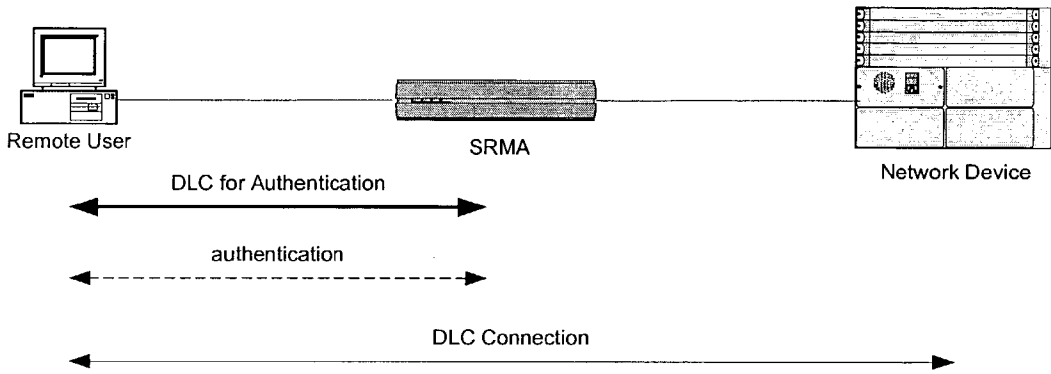 Remote User
SRMA
Network Device
DLC for Authentication
authentication
DLC Connection